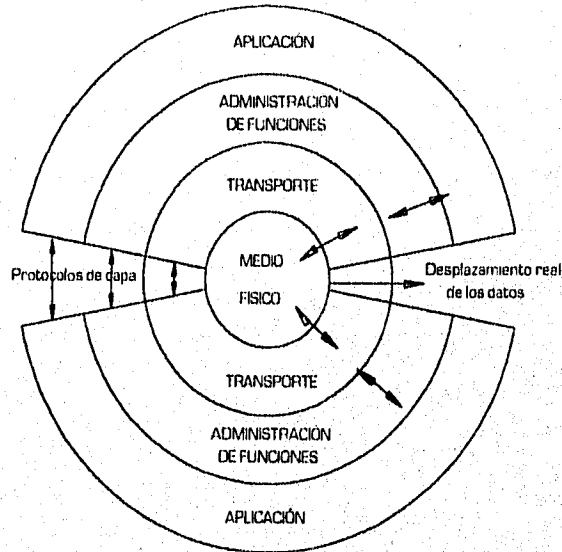 APLICACIÓN
ADMINISTRACIÓN
DE FUNCIONES
TRANSPORTE
MEDIO
FISICO
Protocolos de capa
Desplazamiento real
de los datos
TRANSPORTE
ADMINISTRACIÓN
DE FUNCIONES
APLICACIÓN